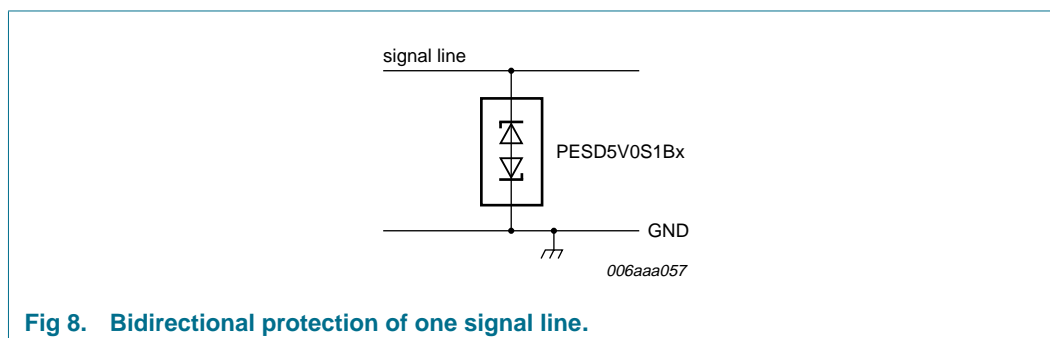 signal line
PESD5V0S1Bx
GND
006aaa057
Fig 8. Bidirectional protection of one signal line.